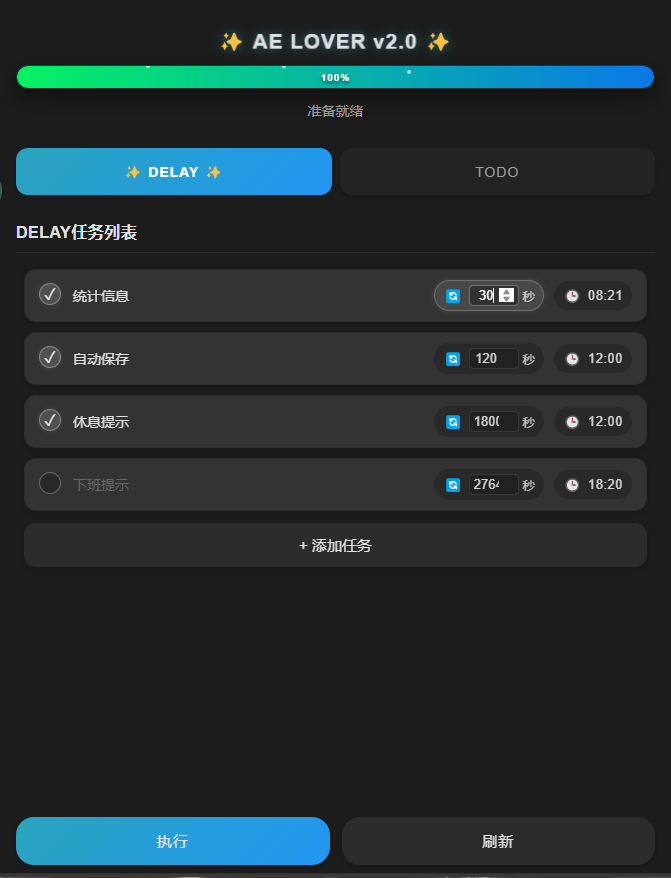 ✨ AE LOVER v2.0 ✨
100%
准备就绪
✨ DELAY ✨
TODO
DELAY任务列表
统计信息 30 秒 08:21
自动保存 120 秒 12:00
休息提示 1800 秒 12:00
下班提示 2764 秒 18:20
+ 添加任务
执行
刷新